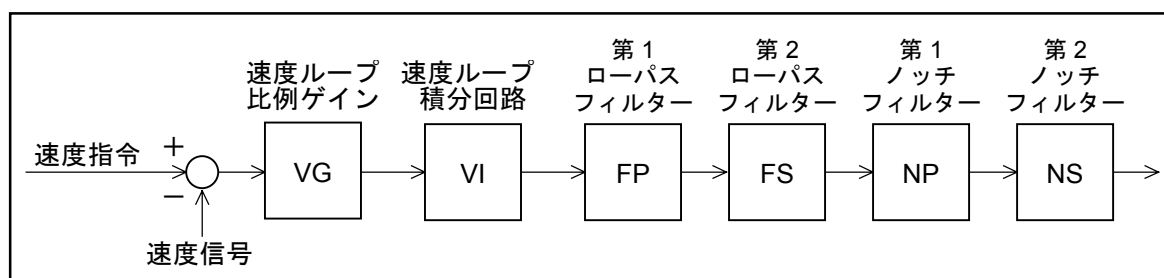 速度ループ
比例ゲイン
速度ループ
積分回路
第 1
ローパス
フィルター
第 2
ローパス
フィルター
第 1
ノッチ
フィルター
第 2
ノッチ
フィルター
速度指令
+
−
VG
VI
FP
FS
NP
NS
速度信号